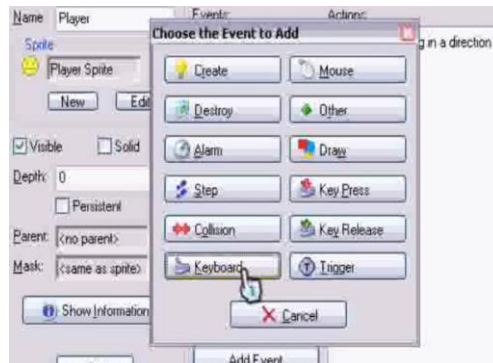 Name Player
Sprite
Player Sprite
New Edit
Visible Solid
Depth: 0
Persistent
Parent: <no parent>
Mask: <same as sprite>
Show Information
Events: Actions:
g in a direction
Choose the Event to Add
Create Mouse
Destroy Other
Alarm Draw
Step Key Press
Collision Key Release
Keyboard Trigger
Cancel
Add Event